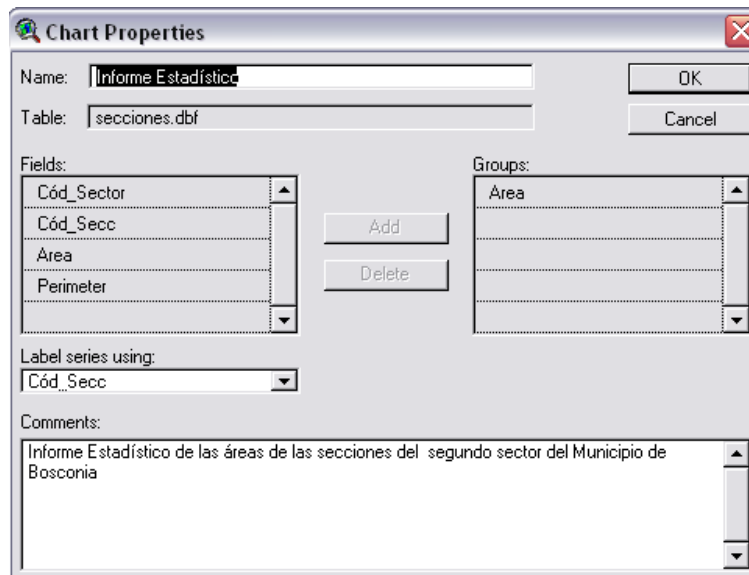 Chart Properties
Name: Informe Estadístico
OK
Table: secciones.dbf
Cancel
Fields:
Groups:
Cód_Sector
Area
Cód_Secc
Add
Area
Delete
Perimeter
Label series using:
Cód_Secc
Comments:
Informe Estadístico de las áreas de las secciones del segundo sector del Municipio de
Bosconia